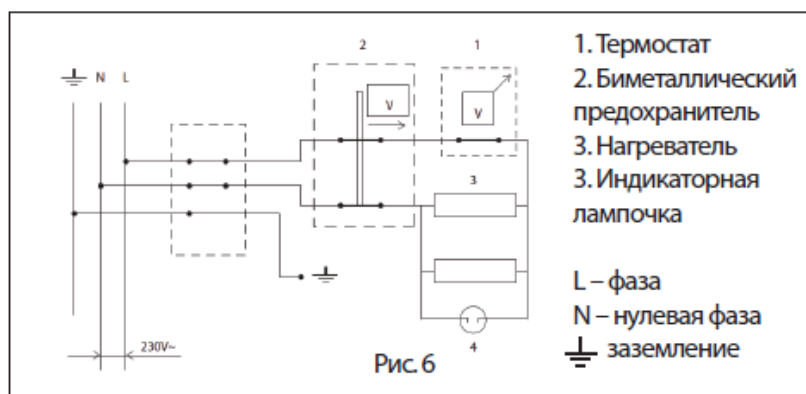 2
1
N L
V
V
3
4
230V~
Рис. 6
1. Термостат
2. Биметаллический
предохранитель
3. Нагреватель
3. Индикаторная
лампочка
L – фаза
N – нулевая фаза
заземление